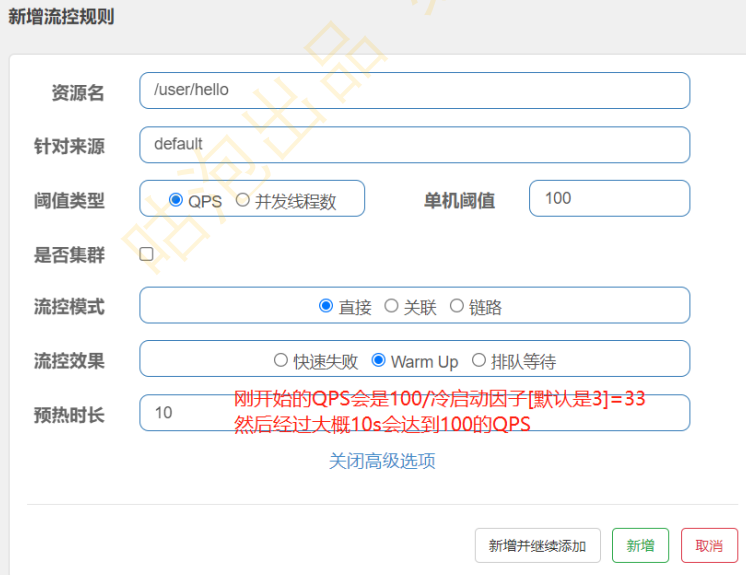 新增流控规则
资源名 /user/hello
针对来源 default
阈值类型 QPS 并发线程数 单机阈值 100
是否集群
流控模式 直接 关联 链路
流控效果 快速失败 Warm Up 排队等待
预热时长 10 刚开始的QPS会是100/冷启动因子[默认是3]=33
然后经过大概10s会达到100的QPS
关闭高级选项
新增并继续添加 新增 取消
咕泡出品